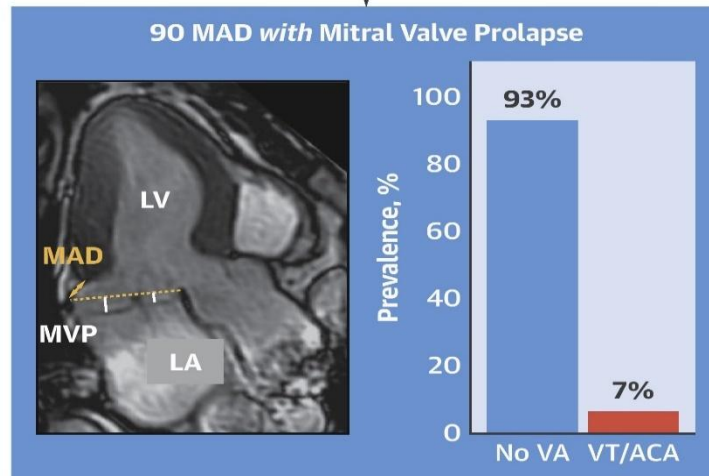 90 MAD with Mitral Valve Prolapse
LV
MAD
MVP
LA
Prevalence, %
100
80
60
40
20
0
93%
7%
No VA
VT/ACA